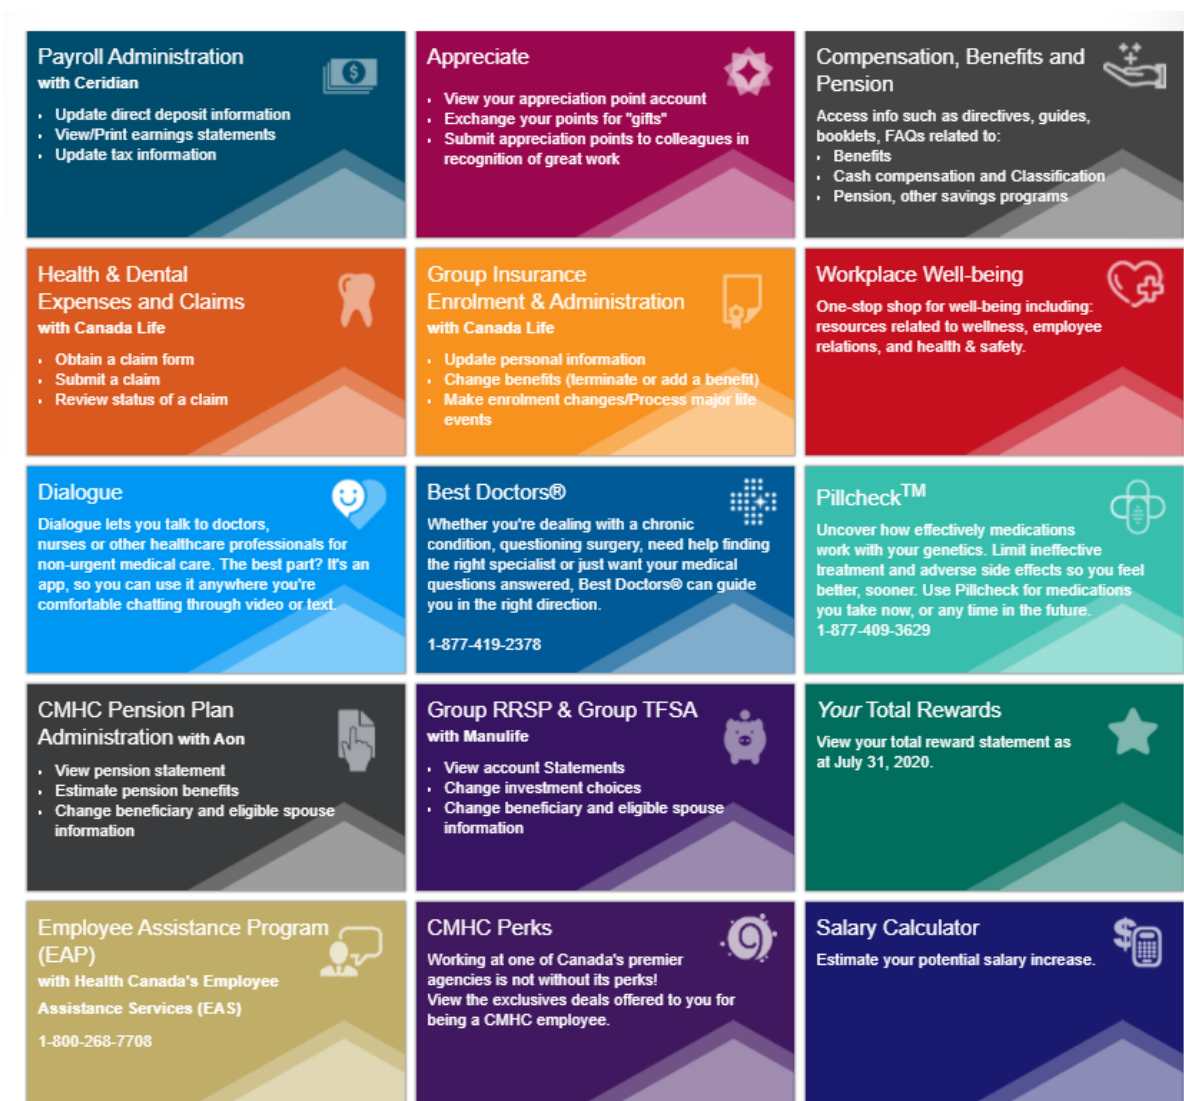 Payroll Administration
with Ceridian
• Update direct deposit information
• View/Print earnings statements
• Update tax information
Appreciate
• View your appreciation point account
• Exchange your points for "gifts"
• Submit appreciation points to colleagues in
recognition of great work
Compensation, Benefits and
Pension
Access info such as directives, guides,
booklets, FAQs related to:
• Benefits
• Cash compensation and Classification
• Pension, other savings programs
Health & Dental
Expenses and Claims
with Canada Life
• Obtain a claim form
• Submit a claim
• Review status of a claim
Group Insurance
Enrolment & Administration
with Canada Life
• Update personal information
• Change benefits (terminate or add a benefit)
• Make enrolment changes/Process major life
events
Workplace Well-being
One-stop shop for well-being including:
resources related to wellness, employee
relations, and health & safety.
Dialogue
Dialogue lets you talk to doctors,
nurses or other healthcare professionals for
non-urgent medical care. The best part? It's an
app, so you can use it anywhere you're
comfortable chatting through video or text.
Best Doctors®
Whether you're dealing with a chronic
condition, questioning surgery, need help finding
the right specialist or just want your medical
questions answered, Best Doctors® can guide
you in the right direction.
1-877-419-2378
Pillcheck™
Uncover how effectively medications
work with your genetics. Limit ineffective
treatment and adverse side effects so you feel
better, sooner. Use Pillcheck for medications
you take now, or any time in the future.
1-877-409-3629
CMHC Pension Plan
Administration with Aon
• View pension statement
• Estimate pension benefits
• Change beneficiary and eligible spouse
information
Group RRSP & Group TFSA
with Manulife
• View account Statements
• Change investment choices
• Change beneficiary and eligible spouse
information
Your Total Rewards
View your total reward statement as
at July 31, 2020.
Employee Assistance Program
(EAP)
with Health Canada's Employee
Assistance Services (EAS)
1-800-268-7708
CMHC Perks
Working at one of Canada's premier
agencies is not without its perks!
View the exclusives deals offered to you for
being a CMHC employee.
Salary Calculator
Estimate your potential salary increase.